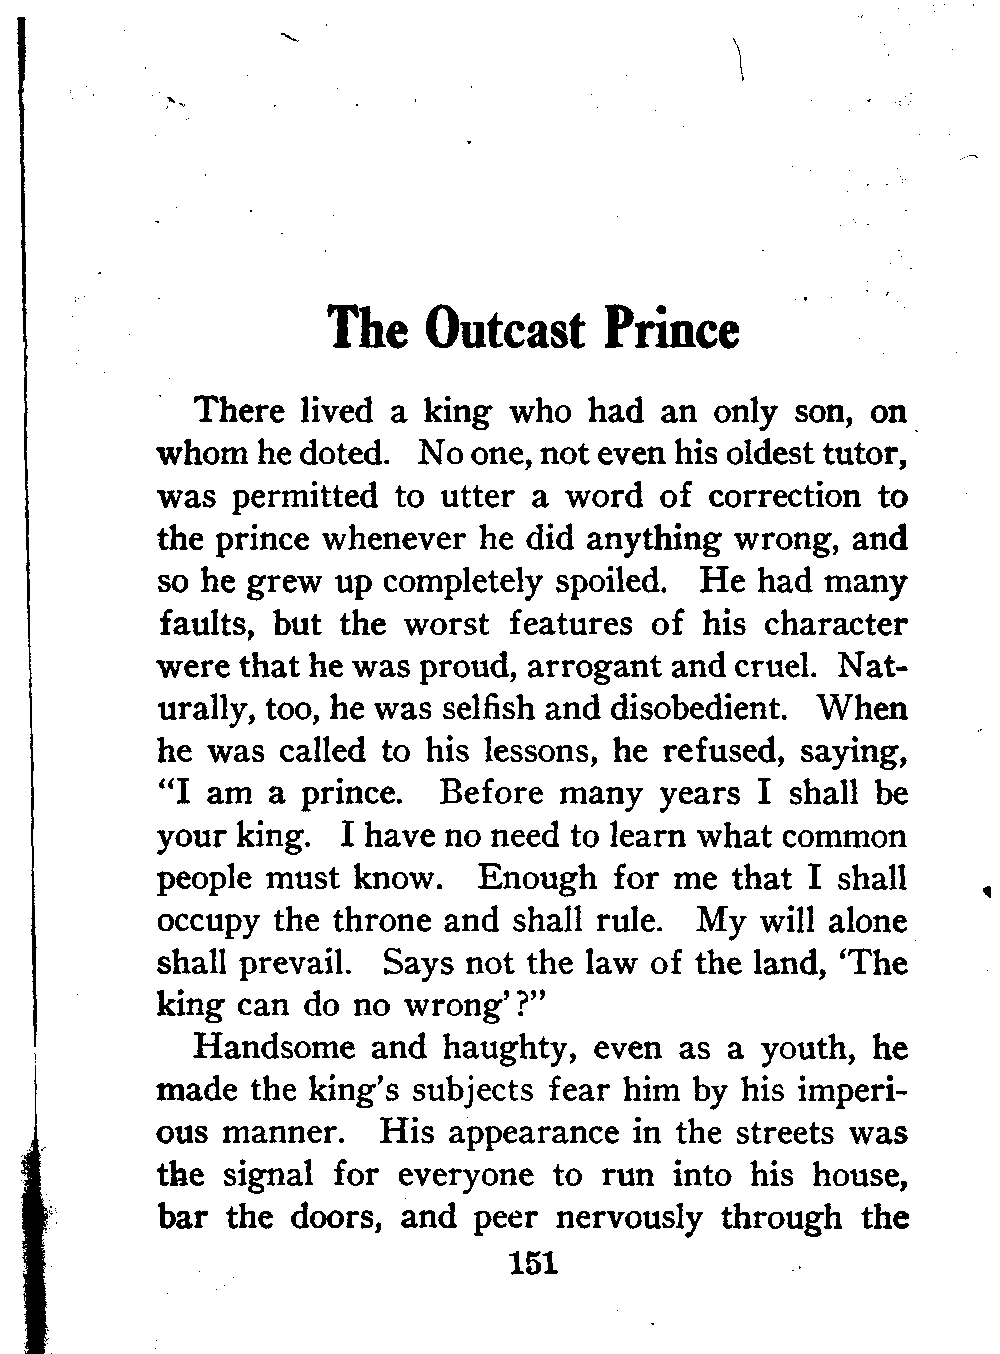 The Outcast Prince
There lived a king who had an only son, on
whom he doted. No one, not even his oldest tutor,
was permitted to utter a word of correction to
the prince whenever he did anything wrong, and
so he grew up completely spoiled. He had many
faults, but the worst features of his character
were that he was proud, arrogant and cruel. Nat-
urally, too, he was selfish and disobedient. When
he was called to his lessons, he refused, saying,
“I am a prince. Before many years I shall be
your king. I have no need to learn what common
people must know. Enough for me that I shall
occupy the throne and shall rule. My will alone
shall prevail. Says not the law of the land, ‘The
king can do no wrong’?”
Handsome and haughty, even as a youth, he
made the king’s subjects fear him by his imperi-
ous manner. His appearance in the streets was
the signal for everyone to run into his house,
bar the doors, and peer nervously through the
151